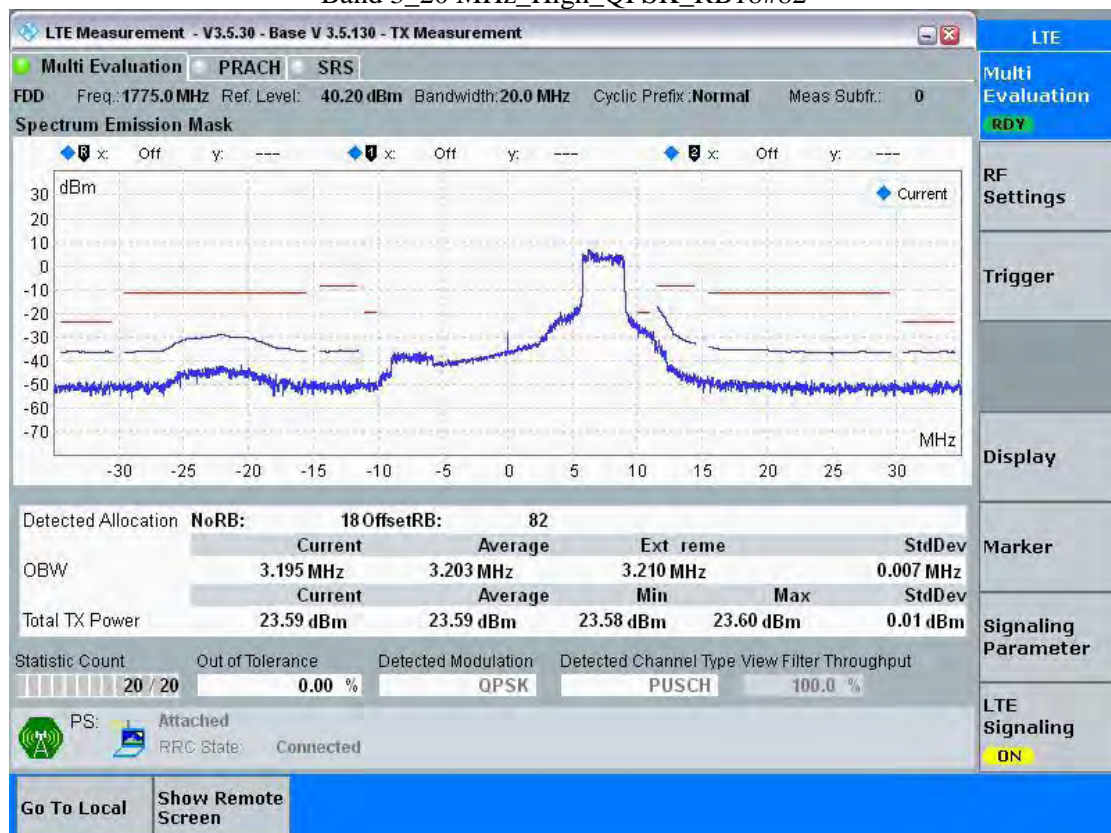 Band 3_20 MHz_High_QPSK_RB18#82
LTE Measurement - V3.5.30 - Base V 3.5.130 - TX Measurement
LTE
Multi Evaluation PRACH SRS
Multi Evaluation
RDY
FDD Freq.: 1775.0 MHz Ref. Level: 40.20 dBm Bandwidth: 20.0 MHz Cyclic Prefix : Normal Meas Subfr.: 0
Spectrum Emission Mask
R x: Off y: --- 1 x: Off y: --- 2 x: Off y: ---
RF Settings
dBm
Current
30
20
10
0
-10
-20
-30
-40
-50
-60
-70
MHz
-30 -25 -20 -15 -10 -5 0 5 10 15 20 25 30
Trigger
Display
Detected Allocation NoRB: 18 OffsetRB: 82
Current Average Ext reme StdDev
OBW 3.195 MHz 3.203 MHz 3.210 MHz 0.007 MHz
Current Average Min Max StdDev
Total TX Power 23.59 dBm 23.59 dBm 23.58 dBm 23.60 dBm 0.01 dBm
Marker
Signaling Parameter
Statistic Count Out of Tolerance Detected Modulation Detected Channel Type View Filter Throughput
20 / 20 0.00 % QPSK PUSCH 100.0 %
PS: Attached
RRC State: Connected
LTE Signaling
ON
Go To Local
Show Remote Screen